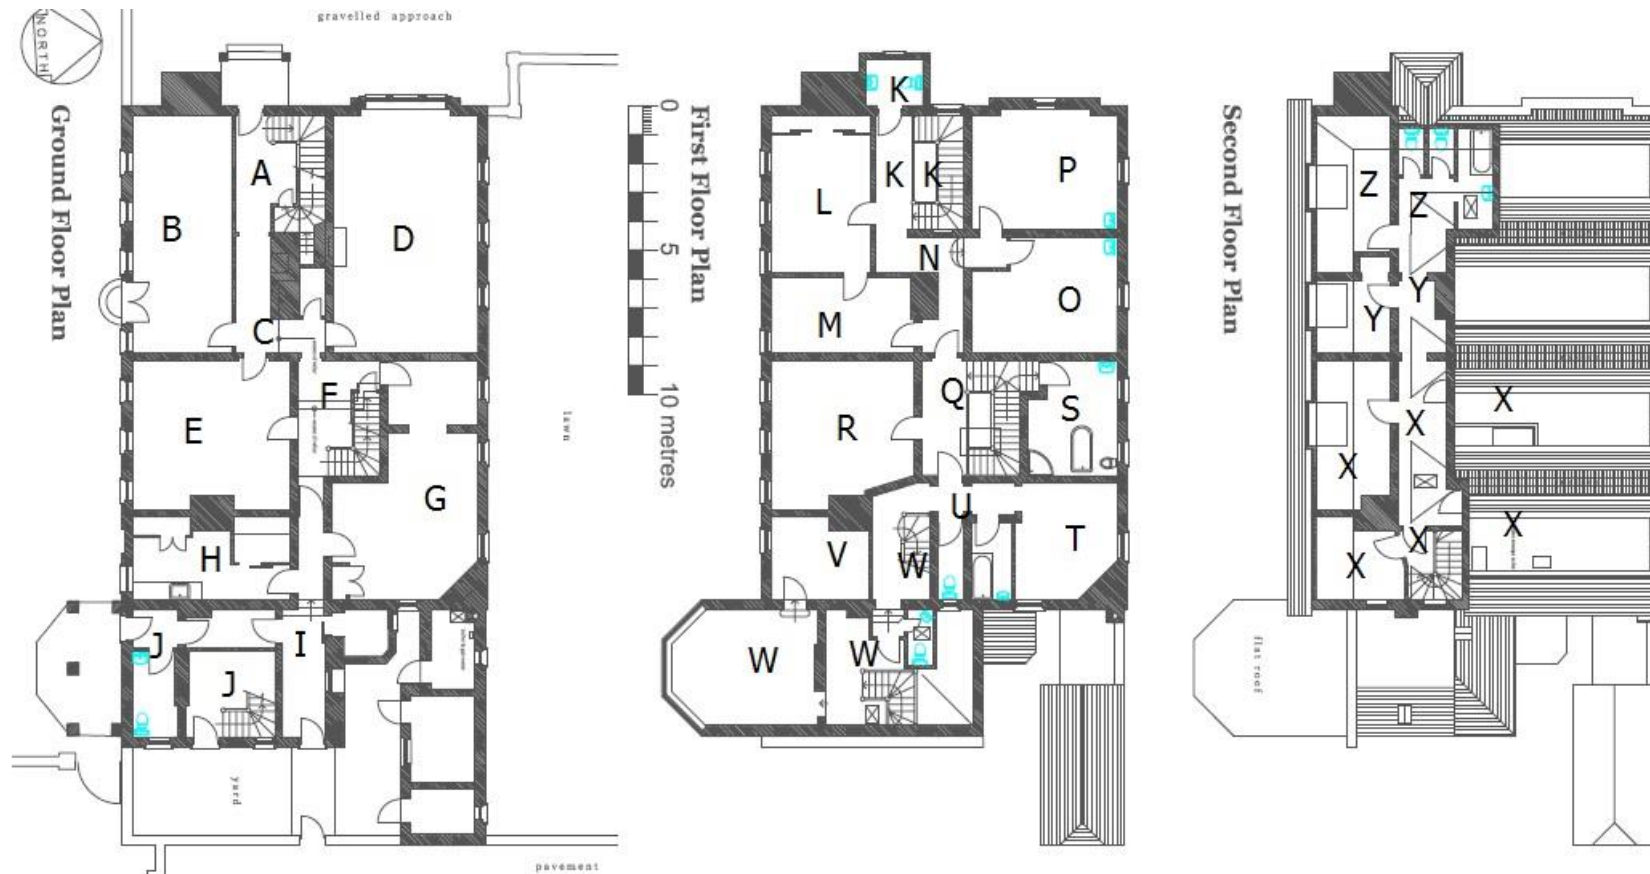 gravelled approach
NORTH
Ground Floor Plan
A
B
C
D
E
F
G
H
I
J
J
lawn
yard
pavement
0
5
10 metres
First Floor Plan
K
K
K
L
M
N
O
P
Q
R
S
T
U
V
W
W
W
Second Floor Plan
Z
Z
Y
Y
X
X
X
X
X
X
flat roof